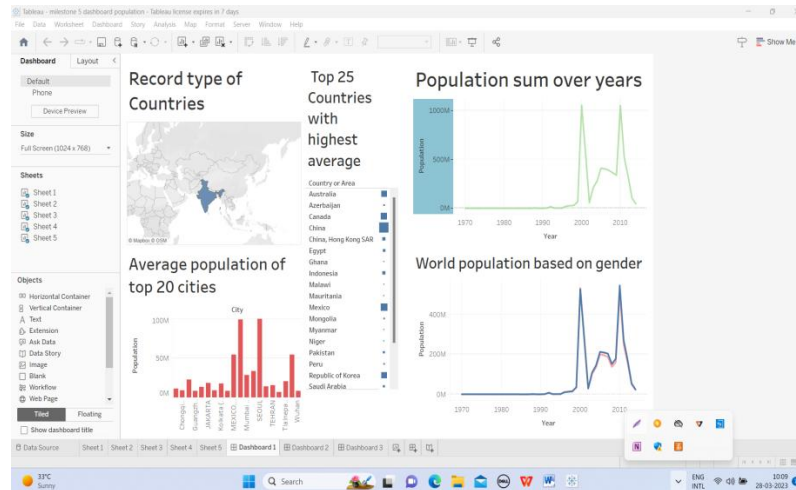 Tableau - milestone 5 dashboard population - Tableau license expires in 7 days
File Data Worksheet Dashboard Story Analysis Map Format Server Window Help
Show Me
Dashboard Layout
Default
Phone
Device Preview
Size
Full Screen (1024 x 768)
Sheets
Sheet 1
Sheet 2
Sheet 3
Sheet 4
Sheet 5
Objects
Horizontal Container
Vertical Container
Text
Extension
Ask Data
Data Story
Image
Blank
Workflow
Web Page
Tiled Floating
Show dashboard title
Record type of
Countries
© Mapbox © OSM
Average population of
top 20 cities
City
Population
100M
50M
0M
Chongqi..
Guangzh..
JAKARTA
Kolkata (..
MEXICO,..
Mumbai
SEOUL
TEHRAN
Tlalnepa..
Wuhan
Top 25
Countries
with
highest
average
Country or Area
Australia
Azerbaijan
Canada
China
China, Hong Kong SAR
Egypt
Ghana
Indonesia
Malawi
Mauritania
Mexico
Mongolia
Myanmar
Niger
Pakistan
Peru
Republic of Korea
Saudi Arabia
Population sum over years
Population
1000M
500M
0M
1970 1980 1990 2000 2010
Year
World population based on gender
Population
400M
200M
0M
1970 1980 1990 2000 2010
Year
Data Source Sheet 1 Sheet 2 Sheet 3 Sheet 4 Sheet 5 Dashboard 1 Dashboard 2 Dashboard 3
33°C
Sunny
Search
ENG
INTL
10:09
28-03-2023